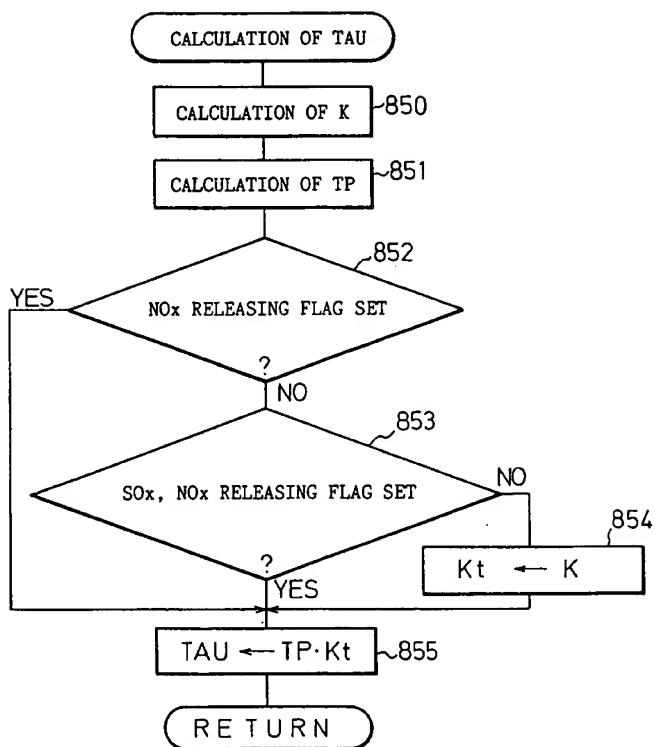 CALCULATION OF TAU
CALCULATION OF K
850
CALCULATION OF TP
851
852
YES
NOx RELEASING FLAG SET
?
NO
853
SOx, NOx RELEASING FLAG SET
NO
?
YES
854
Kt ← K
TAU ← TP·Kt
855
RETURN